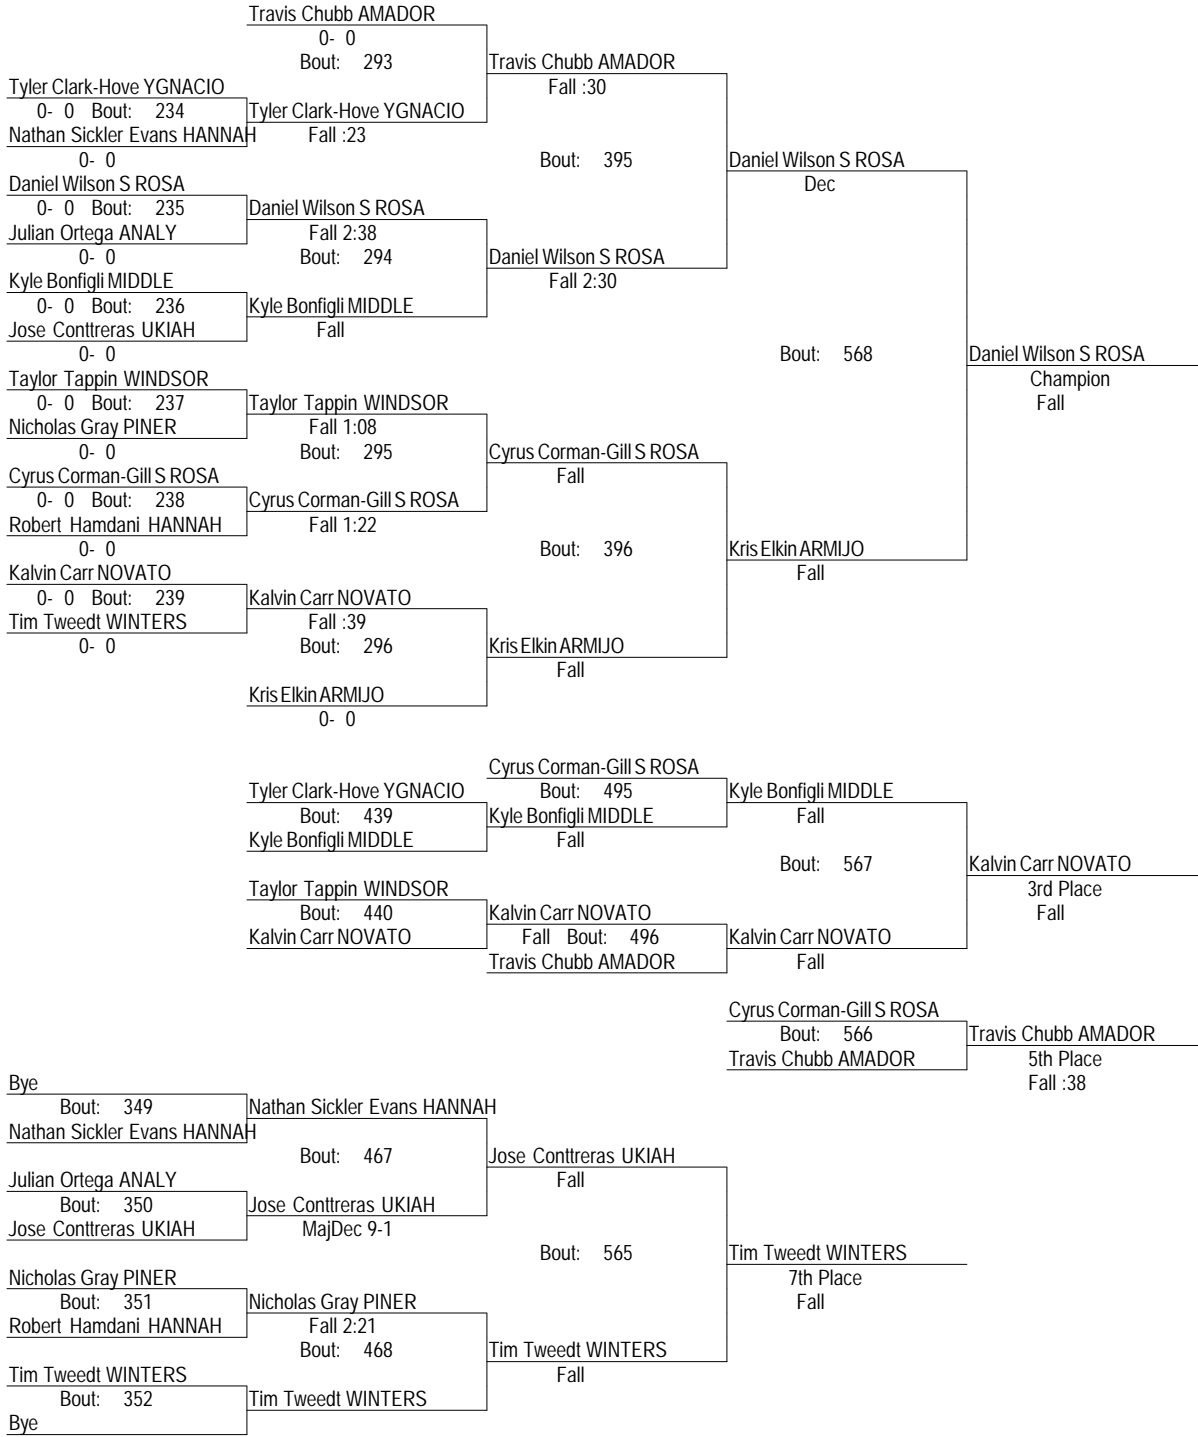 Travis Chubb AMADOR
0- 0
Bout: 293 Travis Chubb AMADOR
Tyler Clark-Hove YGNACIO Fall :30
0- 0 Bout: 234 Tyler Clark-Hove YGNACIO
Nathan Sickler Evans HANNAH Fall :23
0- 0 Bout: 395 Daniel Wilson S ROSA
Daniel Wilson S ROSA Dec
0- 0 Bout: 235 Daniel Wilson S ROSA
Julian Ortega ANALY Fall 2:38
0- 0 Bout: 294 Daniel Wilson S ROSA
Kyle Bonfigli MIDDLE Fall 2:30
0- 0 Bout: 236 Kyle Bonfigli MIDDLE
Jose Conttreras UKIAH Fall
0- 0 Bout: 568 Daniel Wilson S ROSA
Taylor Tappin WINDSOR Champion
0- 0 Bout: 237 Taylor Tappin WINDSOR Fall
Nicholas Gray PINER Fall 1:08
0- 0 Bout: 295 Cyrus Corman-Gill S ROSA
Cyrus Corman-Gill S ROSA Fall
0- 0 Bout: 238 Cyrus Corman-Gill S ROSA
Robert Hamdani HANNAH Fall 1:22
0- 0 Bout: 396 Kris Elkin ARMIJO
Kalvin Carr NOVATO Fall
0- 0 Bout: 239 Kalvin Carr NOVATO
Tim Tweedt WINTERS Fall :39
0- 0 Bout: 296 Kris Elkin ARMIJO
Fall
Kris Elkin ARMIJO
0- 0
Cyrus Corman-Gill S ROSA
Tyler Clark-Hove YGNACIO Bout: 495 Kyle Bonfigli MIDDLE
Bout: 439 Kyle Bonfigli MIDDLE Fall
Kyle Bonfigli MIDDLE Fall
Bout: 567 Kalvin Carr NOVATO
Taylor Tappin WINDSOR 3rd Place
Bout: 440 Kalvin Carr NOVATO Fall
Kalvin Carr NOVATO Fall Bout: 496 Kalvin Carr NOVATO
Travis Chubb AMADOR Fall
Cyrus Corman-Gill S ROSA
Bout: 566 Travis Chubb AMADOR
Travis Chubb AMADOR 5th Place
Bye Fall :38
Bout: 349 Nathan Sickler Evans HANNAH
Nathan Sickler Evans HANNAH
Bout: 467 Jose Conttreras UKIAH
Julian Ortega ANALY Fall
Bout: 350 Jose Conttreras UKIAH
Jose Conttreras UKIAH MajDec 9-1
Bout: 565 Tim Tweedt WINTERS
Nicholas Gray PINER 7th Place
Bout: 351 Nicholas Gray PINER Fall
Robert Hamdani HANNAH Fall 2:21
Bout: 468 Tim Tweedt WINTERS
Tim Tweedt WINTERS Fall
Bout: 352 Tim Tweedt WINTERS
Bye